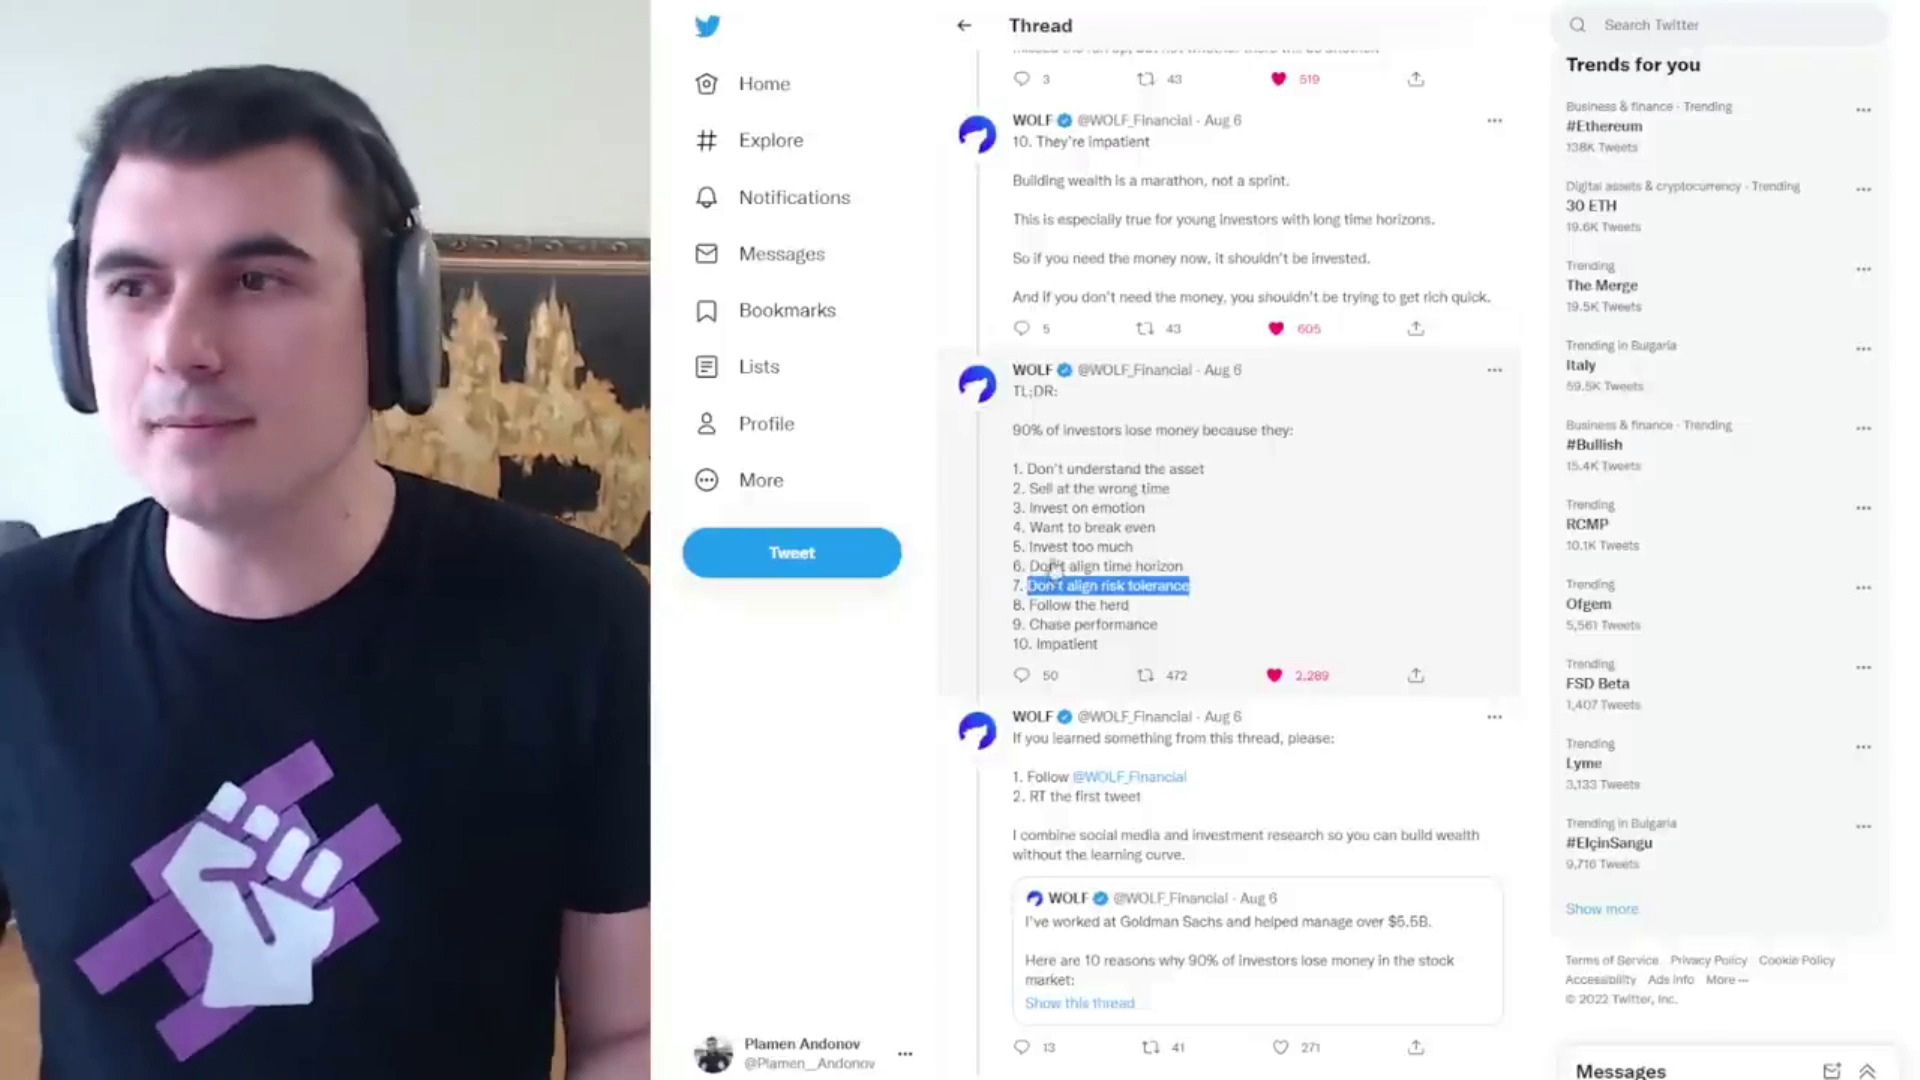 Home
Explore
Notifications
Messages
Bookmarks
Lists
Profile
More
Tweet
Plamen Andonov
@Plamen__Andonov
Thread
3 43 519
WOLF @WOLF_Financial · Aug 6
10. They're impatient
Building wealth is a marathon, not a sprint.
This is especially true for young investors with long time horizons.
So if you need the money now, it shouldn't be invested.
And if you don't need the money, you shouldn't be trying to get rich quick.
5 43 605
WOLF @WOLF_Financial · Aug 6
TL;DR:
90% of investors lose money because they:
1. Don't understand the asset
2. Sell at the wrong time
3. Invest on emotion
4. Want to break even
5. Invest too much
6. Don't align time horizon
7. Don't align risk tolerance
8. Follow the herd
9. Chase performance
10. Impatient
50 472 2,289
WOLF @WOLF_Financial · Aug 6
If you learned something from this thread, please:
1. Follow @WOLF_Financial
2. RT the first tweet
I combine social media and investment research so you can build wealth
without the learning curve.
WOLF @WOLF_Financial · Aug 6
I've worked at Goldman Sachs and helped manage over $5.5B.
Here are 10 reasons why 90% of investors lose money in the stock
market:
Show this thread
13 41 271
Search Twitter
Trends for you
Business & finance · Trending
#Ethereum
138K Tweets
Digital assets & cryptocurrency · Trending
30 ETH
19.6K Tweets
Trending
The Merge
19.5K Tweets
Trending in Bulgaria
Italy
59.5K Tweets
Business & finance · Trending
#Bullish
15.4K Tweets
Trending
RCMP
10.1K Tweets
Trending
Ofgem
5,561 Tweets
Trending
FSD Beta
1,407 Tweets
Trending
Lyme
3,133 Tweets
Trending in Bulgaria
#ElçinSangu
9,716 Tweets
Show more
Terms of Service Privacy Policy Cookie Policy
Accessibility Ads info More ···
© 2022 Twitter, Inc.
Messages